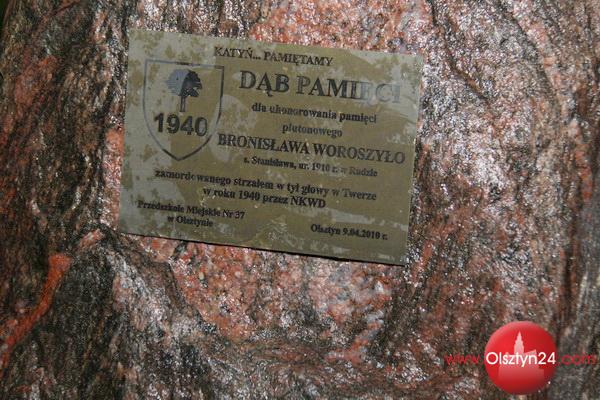 KATYŃ... PAMIĘTAMY
DĄB PAMIĘCI
1940
dla uhonorowania pamięci
plutonowego
BRONISŁAWA WOROSZYŁO
s. Stanisława, ur. 1910 r. w Rudzie
zamordowanego strzałem w tył głowy w Twerze
w roku 1940 przez NKWD
Przedszkole Miejskie Nr 37
w Olsztynie
Olsztyn 9.04.2010 r.
www.Olsztyn24.com